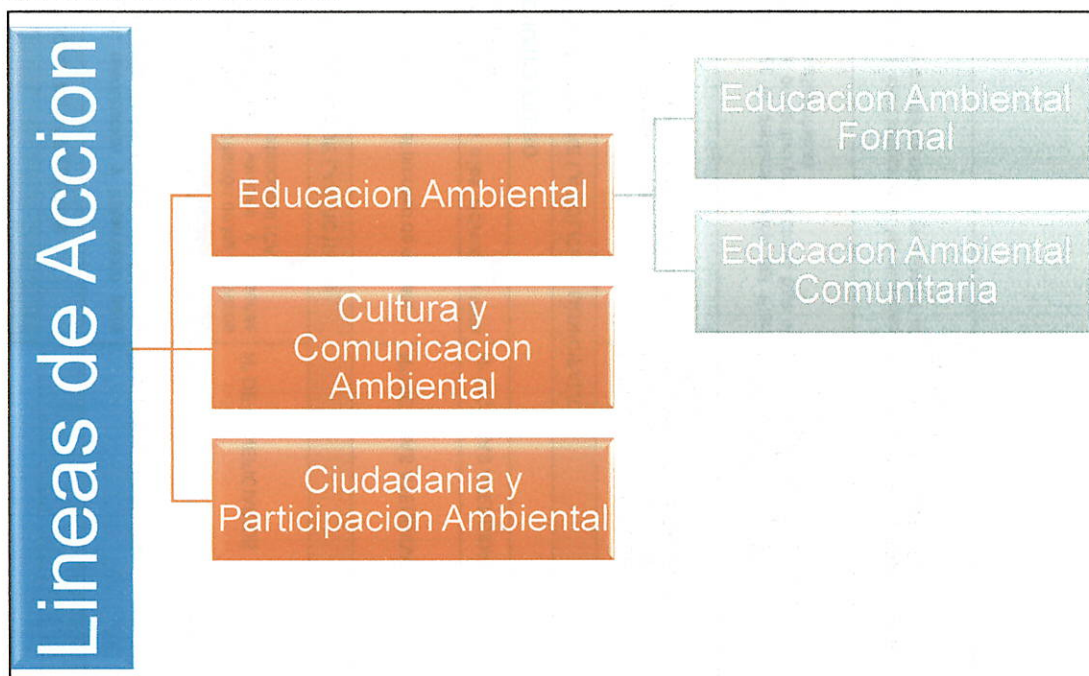 Lineas de Accion
Educacion Ambiental
Cultura y
Comunicacion
Ambiental
Ciudadania y
Participacion Ambiental
Educacion Ambiental
Formal
Educacion Ambiental
Comunitaria